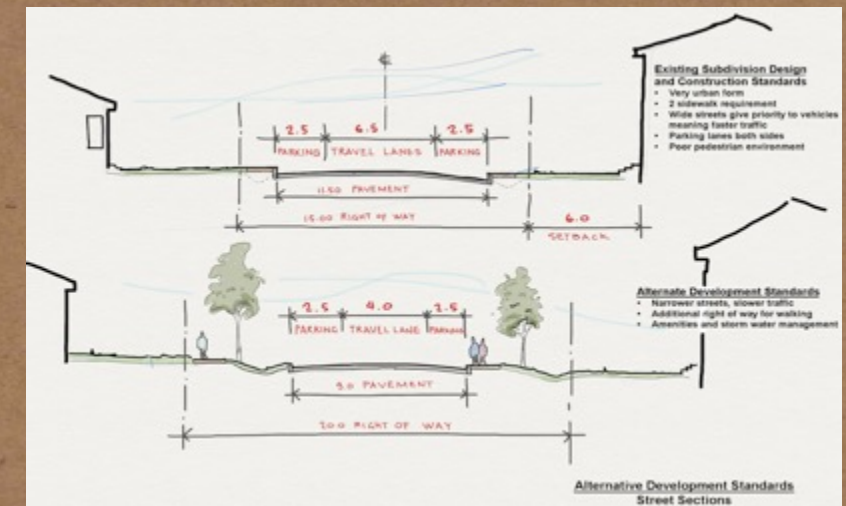 Existing Subdivision Design
and Construction Standards
• Very urban form
• 2 sidewalk requirement
• Wide streets give priority to vehicles
meaning faster traffic
• Parking lanes both sides
• Poor pedestrian environment
2.5 6.5 2.5
PARKING TRAVEL LANES PARKING
11.50 PAVEMENT
15.00 RIGHT OF WAY
6.0
SETBACK
Alternate Development Standards
• Narrower streets, slower traffic
• Additional right of way for walking
• Amenities and storm water management
2.5 4.0 2.5
PARKING TRAVEL LANE PARKING
9.0 PAVEMENT
20.0 RIGHT OF WAY
Alternative Development Standards
Street Sections